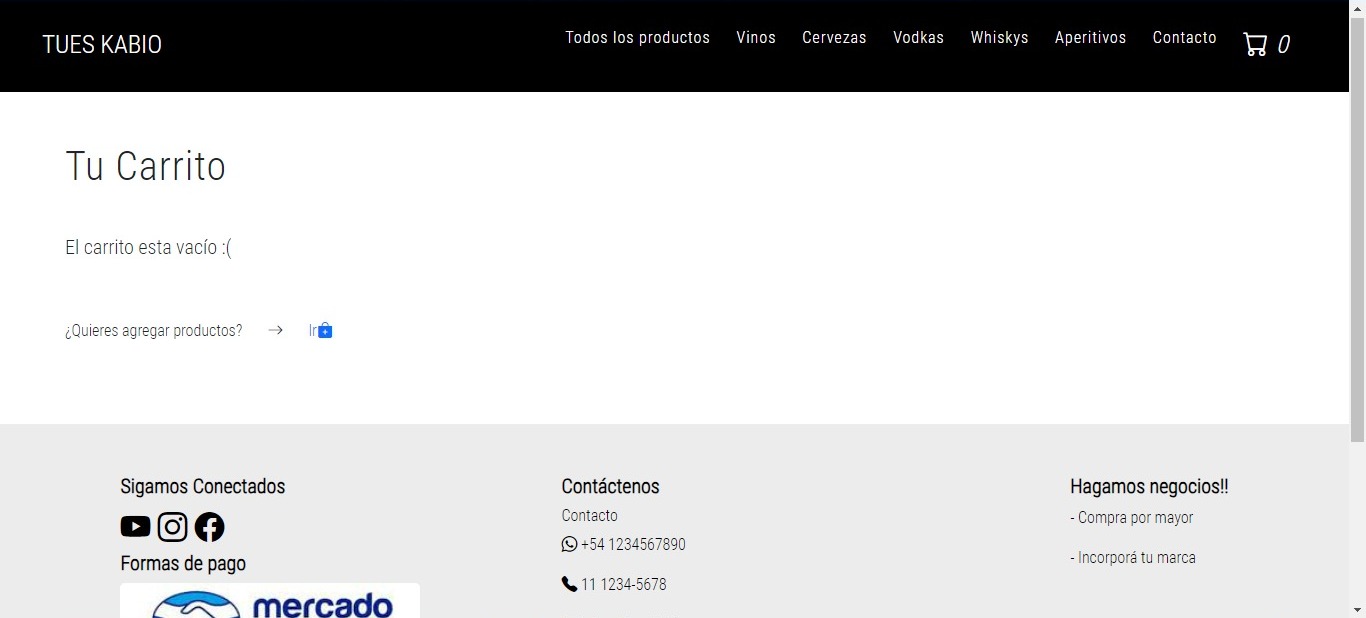 TUES KABIO
Todos los productos Vinos Cervezas Vodkas Whiskys Aperitivos Contacto 0
Tu Carrito
El carrito esta vacío :(
¿Quieres agregar productos? → Ir
Sigamos Conectados
Formas de pago
mercado
Contáctenos
Contacto
+54 1234567890
11 1234-5678
Hagamos negocios!!
- Compra por mayor
- Incorporá tu marca